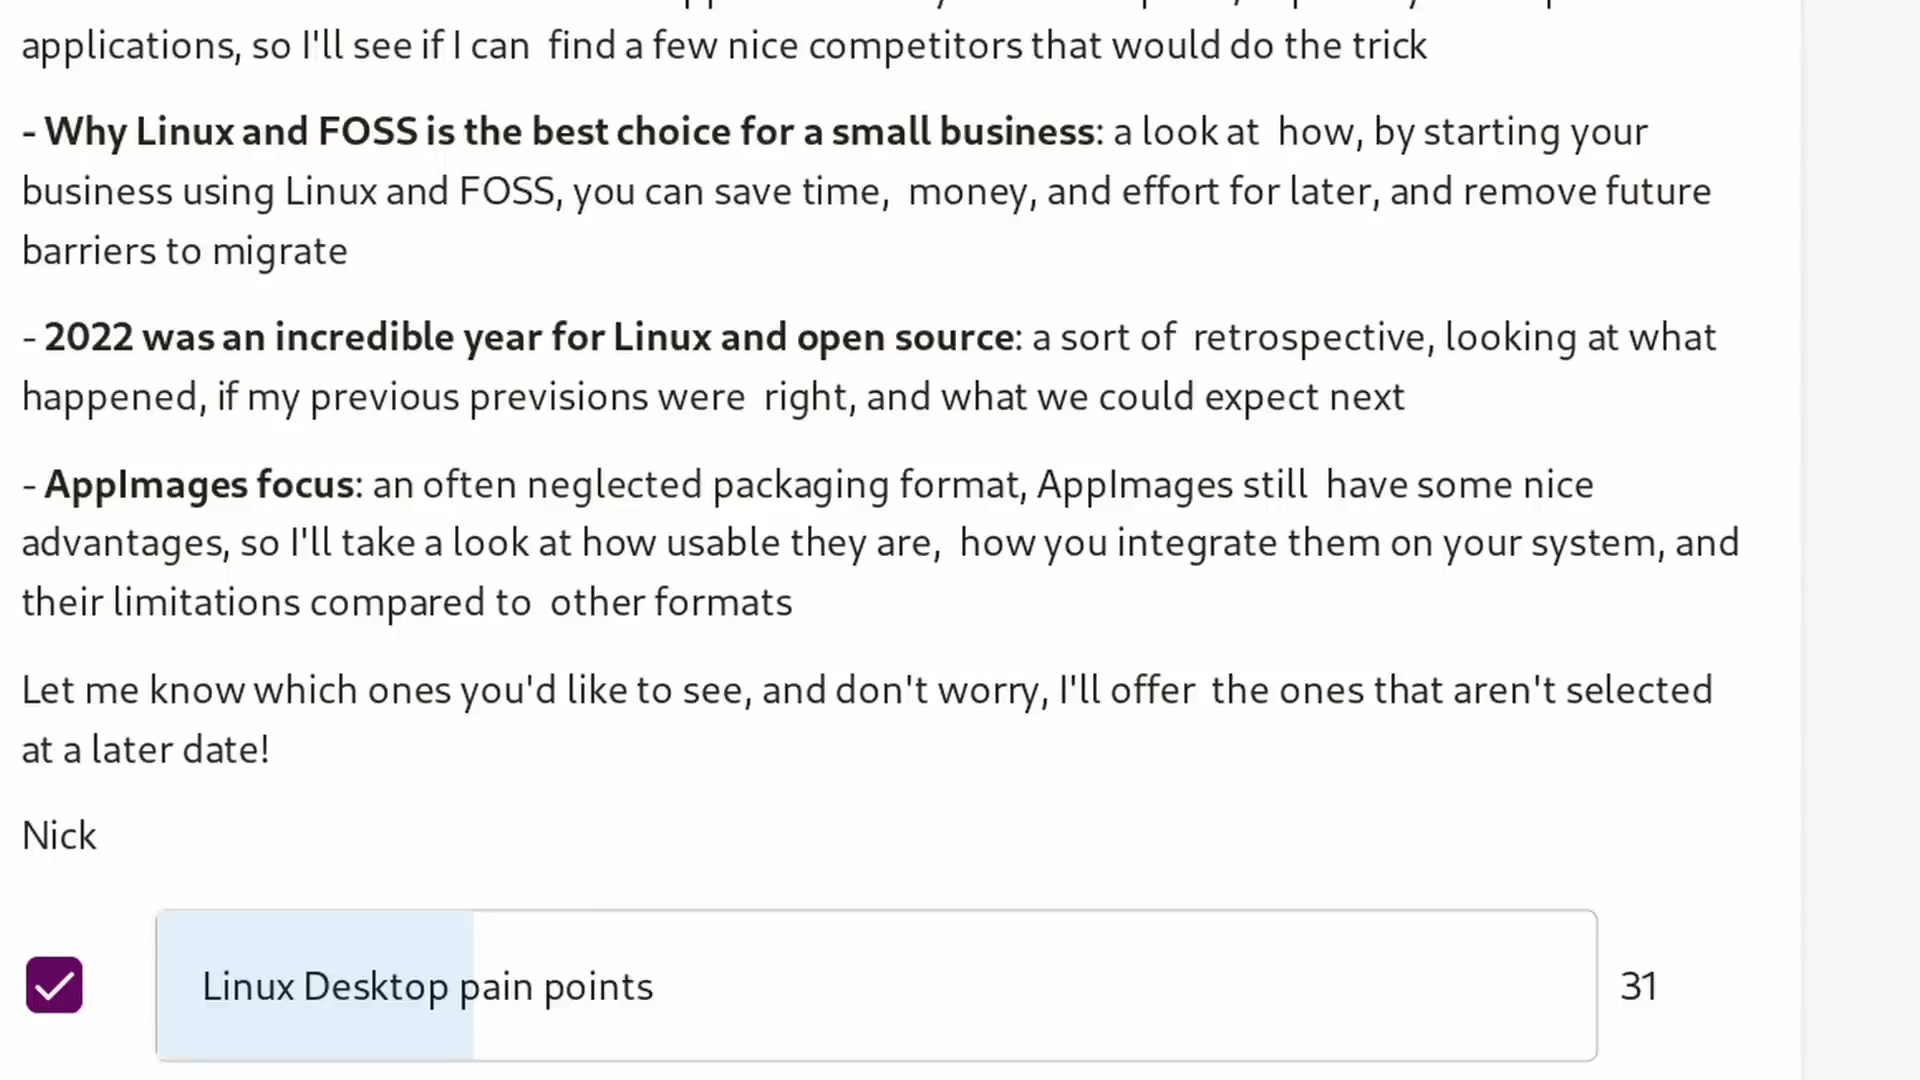 applications, so I'll see if I can find a few nice competitors that would do the trick
- Why Linux and FOSS is the best choice for a small business: a look at how, by starting your
business using Linux and FOSS, you can save time, money, and effort for later, and remove future
barriers to migrate
- 2022 was an incredible year for Linux and open source: a sort of retrospective, looking at what
happened, if my previous previsions were right, and what we could expect next
- AppImages focus: an often neglected packaging format, AppImages still have some nice
advantages, so I'll take a look at how usable they are, how you integrate them on your system, and
their limitations compared to other formats
Let me know which ones you'd like to see, and don't worry, I'll offer the ones that aren't selected
at a later date!
Nick
Linux Desktop pain points 31